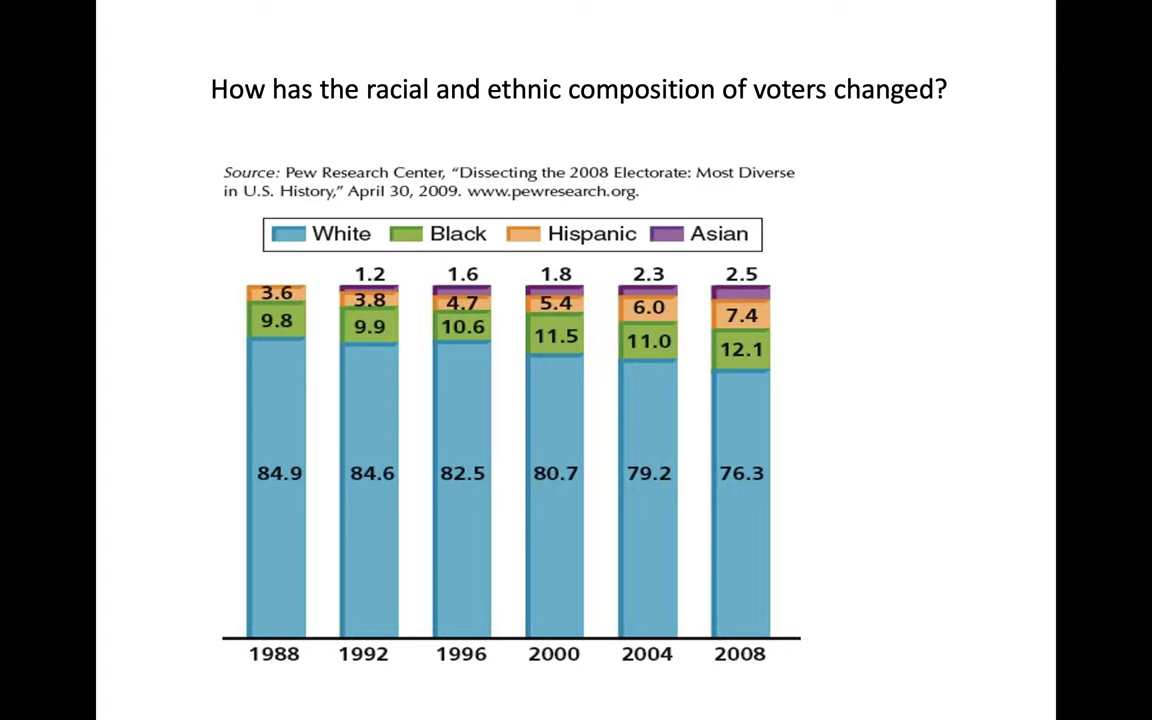 How has the racial and ethnic composition of voters changed?
Source: Pew Research Center, “Dissecting the 2008 Electorate: Most Diverse
in U.S. History,” April 30, 2009. www.pewresearch.org.
White Black Hispanic Asian
1.2 1.6 1.8 2.3 2.5
3.6 3.8 4.7 5.4 6.0 7.4
9.8 9.9 10.6 11.5 11.0 12.1
84.9 84.6 82.5 80.7 79.2 76.3
1988 1992 1996 2000 2004 2008